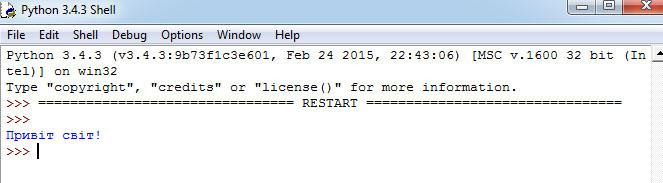 Python 3.4.3 Shell
File Edit Shell Debug Options Window Help
Python 3.4.3 (v3.4.3:9b73f1c3e601, Feb 24 2015, 22:43:06) [MSC v.1600 32 bit (In
tel)] on win32
Type "copyright", "credits" or "license()" for more information.
>>> ================================ RESTART ================================
>>>
Привіт світ!
>>>